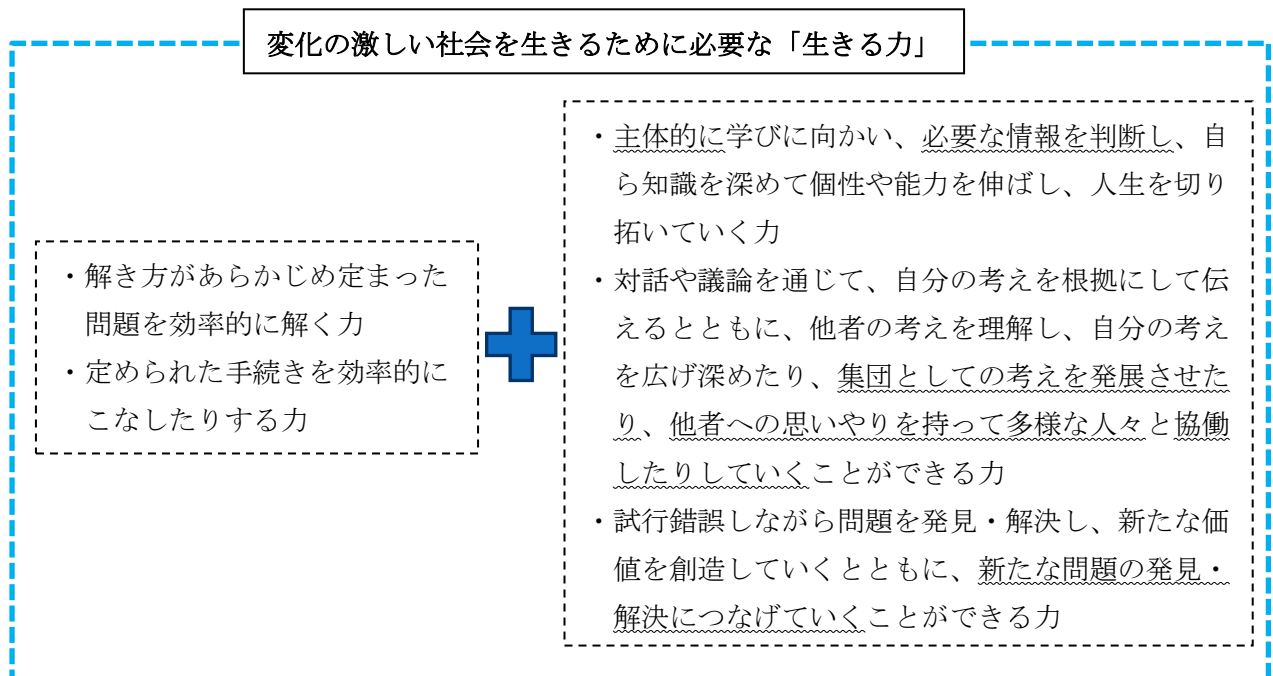 変化の激しい社会を生きるために必要な「生きる力」
・解き方があらかじめ定まった
問題を効率的に解く力
・定められた手続きを効率的に
こなしたりする力
・主体的に学びに向かい、必要な情報を判断し、自
ら知識を深めて個性や能力を伸ばし、人生を切り
拓いていく力
・対話や議論を通じて、自分の考えを根拠にして伝
えるとともに、他者の考えを理解し、自分の考え
を広げ深めたり、集団としての考えを発展させた
り、他者への思いやりを持って多様な人々と協働
したりしていくことができる力
・試行錯誤しながら問題を発見・解決し、新たな価
値を創造していくとともに、新たな問題の発見・
解決につなげていくことができる力